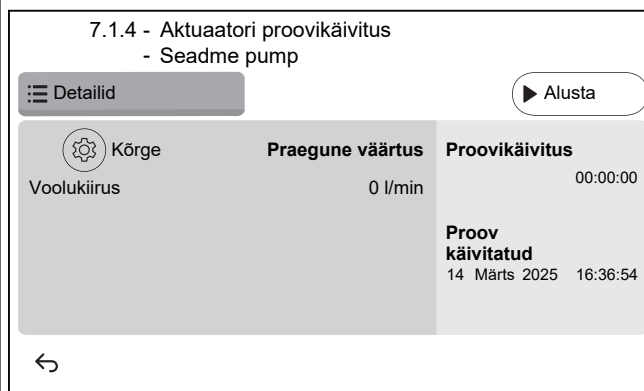 7.1.4 - Aktuaatori proovikäivitus
- Seadme pump
Detailid
Alusta
Kõrge
Praegune väärtus
Proovikäivitus
Voolukiirus
0 l/min
00:00:00
Proov
käivitatud
14 Märts 2025 16:36:54